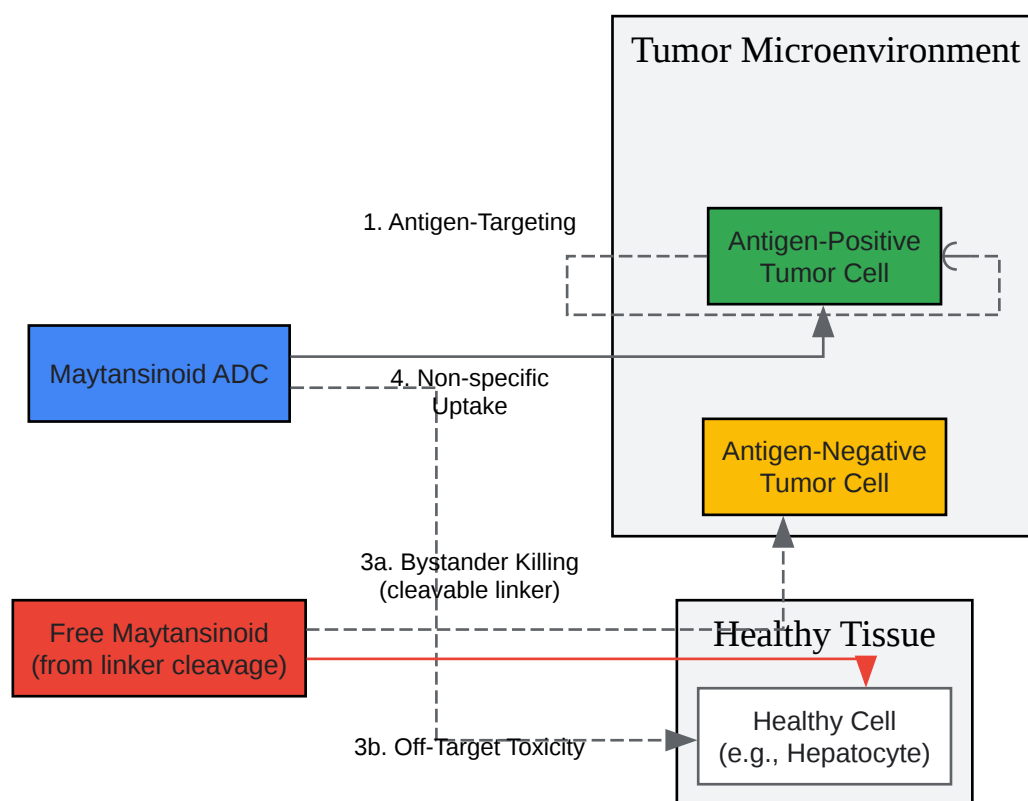 Tumor Microenvironment
1. Antigen-Targeting
Antigen-Positive
Tumor Cell
Maytansinoid ADC
4. Non-specific
Uptake
Antigen-Negative
Tumor Cell
3a. Bystander Killing
(cleavable linker)
Free Maytansinoid
(from linker cleavage)
Healthy Tissue
3b. Off-Target Toxicity
Healthy Cell
(e.g., Hepatocyte)